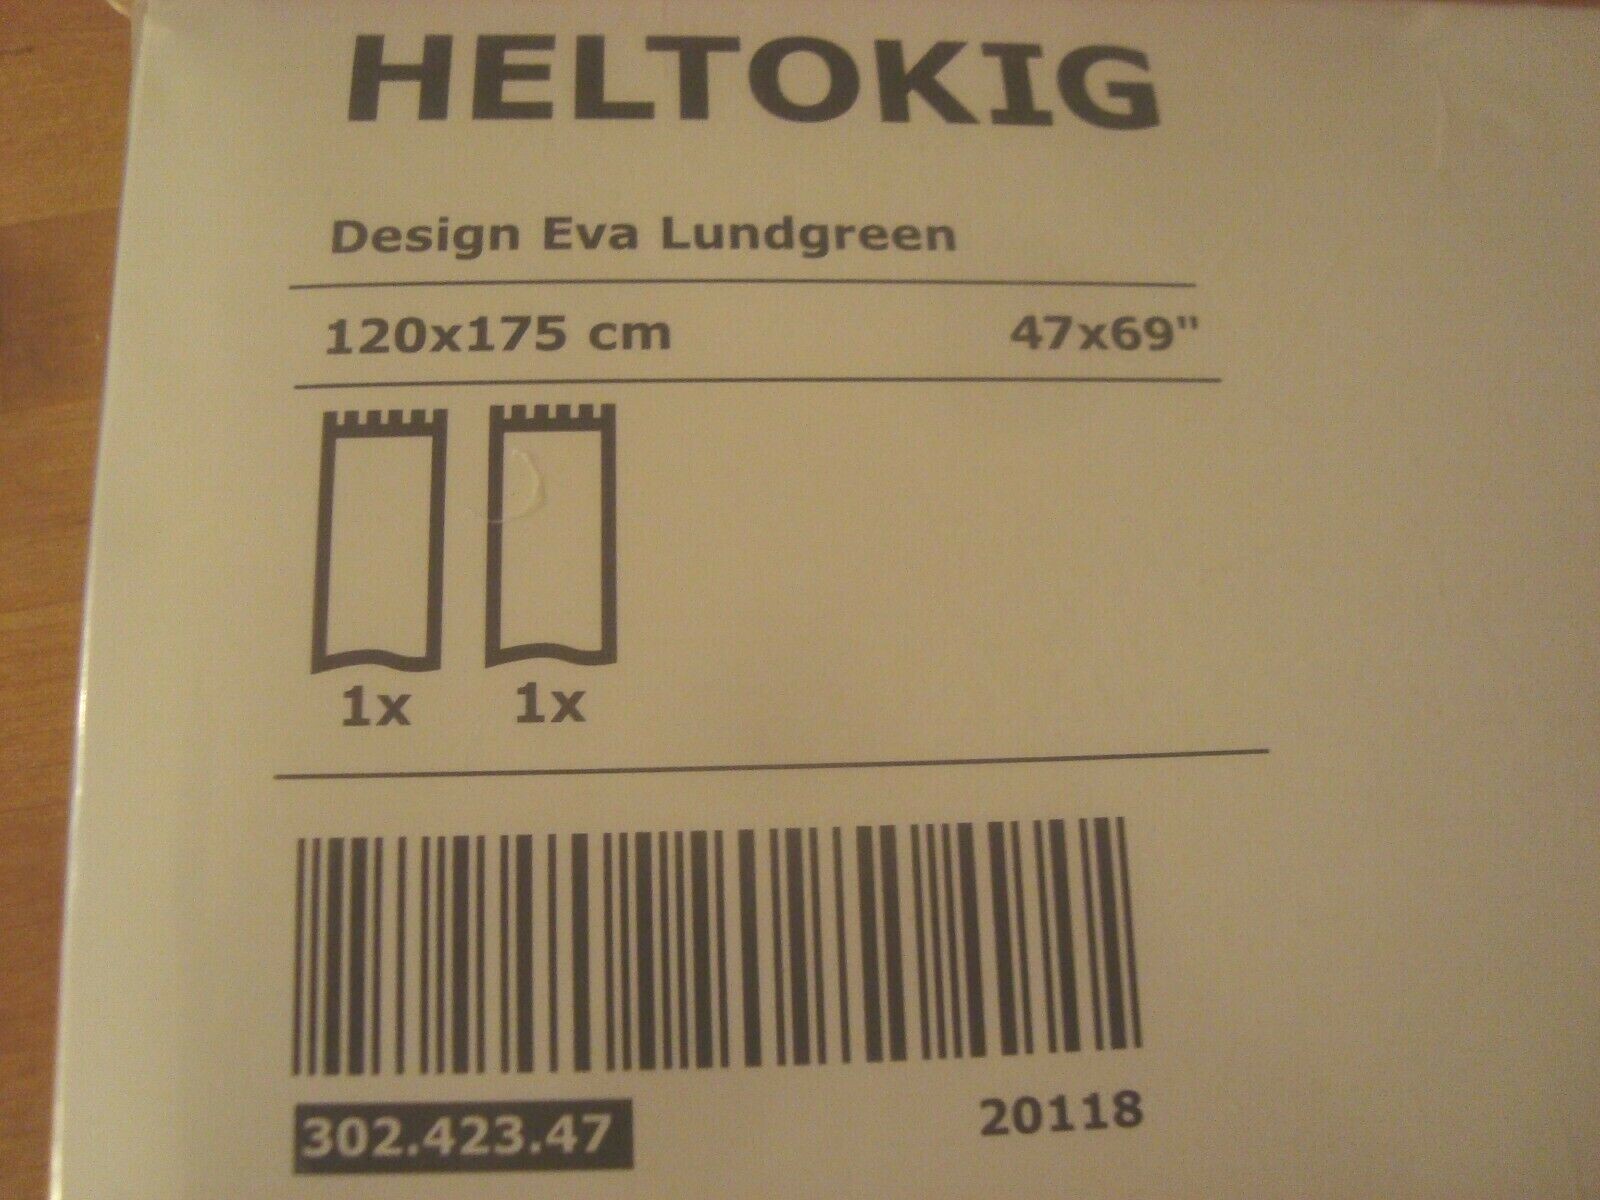 HELTOKIG
Design Eva Lundgreen
120x175 cm 47x69"
1x 1x
302.423.47 20118